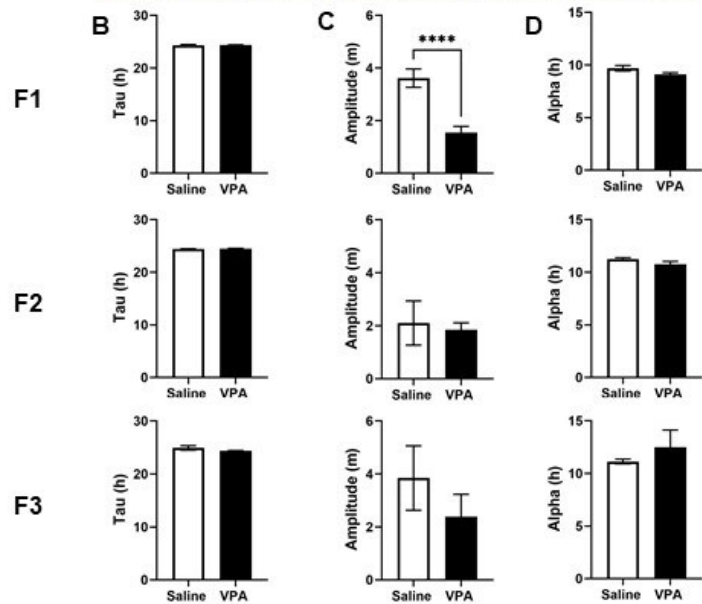 B
C
D
F1
Tau (h)
30
20
10
0
Saline VPA
Amplitude (m)
6
4
2
0
****
Saline VPA
Alpha (h)
15
10
5
0
Saline VPA
F2
Tau (h)
30
20
10
0
Saline VPA
Amplitude (m)
6
4
2
0
Saline VPA
Alpha (h)
15
10
5
0
Saline VPA
F3
Tau (h)
30
20
10
0
Saline VPA
Amplitude (m)
6
4
2
0
Saline VPA
Alpha (h)
15
10
5
0
Saline VPA